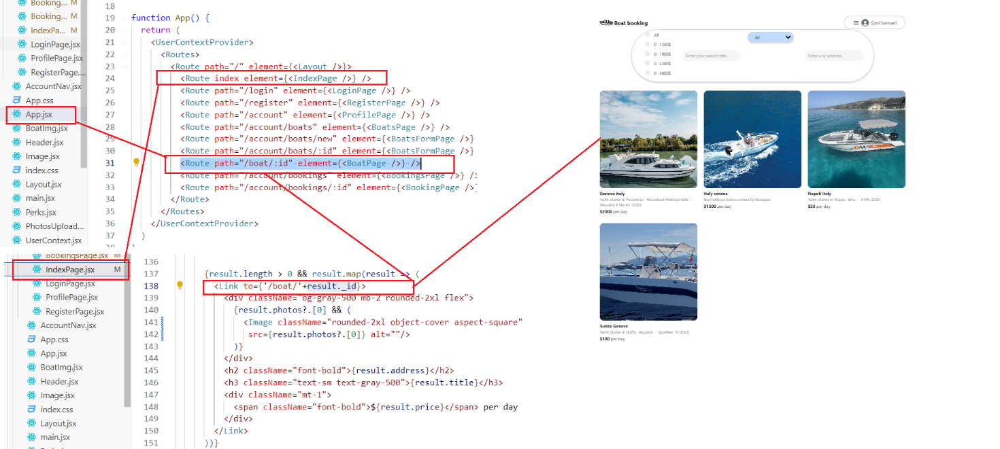 Booking... M
Booking... M
IndexPa... M
LoginPage.jsx
ProfilePage.jsx
RegisterPage....
AccountNav.jsx
App.css
App.jsx
BoatImg.jsx
Header.jsx
Image.jsx
index.css
Layout.jsx
main.jsx
Perks.jsx
PhotosUpload...
UserContext.jsx
18
19 function App() {
20 return (
21 <UserContextProvider>
22 <Routes>
23 <Route path="/" element={<Layout />}>
24 <Route index element={<IndexPage />} />
25 <Route path="/login" element={<LoginPage />} />
26 <Route path="/register" element={<RegisterPage />} />
27 <Route path="/account" element={<ProfilePage />} />
28 <Route path="/account/boats" element={<BoatsPage />} />
29 <Route path="/account/boats/new" element={<BoatsFormPage />}
30 <Route path="/account/boats/:id" element={<BoatsFormPage />}
31 <Route path="/boat/:id" element={<BoatPage />} />
32 <Route path="/account/bookings" element={<BookingsPage />} /
33 <Route path="/account/bookings/:id" element={<BookingPage />}
34 </Route>
35 </Routes>
36 </UserContextProvider>
37 )
38 }
BookingsPage.jsx M
IndexPage.jsx M
LoginPage.jsx
ProfilePage.jsx
RegisterPage.jsx
AccountNav.jsx
App.css
App.jsx
BoatImg.jsx
Header.jsx
Image.jsx
index.css
Layout.jsx
main.jsx
136
137 {result.length > 0 && result.map(result => (
138 <Link to={'/boat/'+result._id}>
139 <div className="bg-gray-500 mb-2 rounded-2xl flex">
140 {result.photos?.[0] && (
141 <Image className="rounded-2xl object-cover aspect-square"
142 src={result.photos?.[0]} alt=""/>
143 )}
144 </div>
145 <h2 className="font-bold">{result.address}</h2>
146 <h3 className="text-sm text-gray-500">{result.title}</h3>
147 <div className="mt-1">
148 <span className="font-bold">${result.price}</span> per day
149 </div>
150 </Link>
151 ))}
Boat booking
Sami kermani
All
0 -1500$
0 -1900$
0 -2300$
0 -4000$
All
Enter your search title.
Enter any address.
Genova italy
Yacht charter in Precenicco · Houseboat Holidays Italia —
Minuetto 8 Electric (2020)
$2000 per day
Italy verona
Boat without licence owned by Giuseppe
$1500 per day
Napoli italy
Yacht charter in Tropea · Bma — X199 (2023)
$50 per day
Suisse Geneve
Yacht charter in Ghiffa · Aquabat — Sportline 19 (2023)
$100 per day